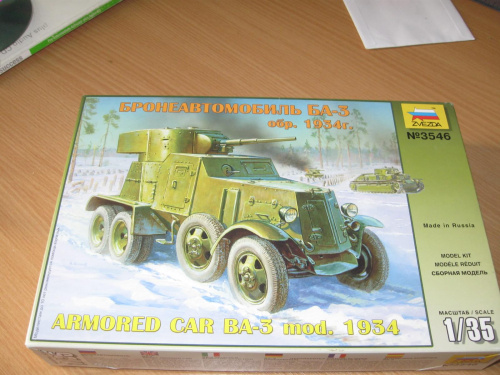 БРОНЕАВТОМОБИЛЬ БА-3
обр. 1934г.
ZVEZDA
№3546
Made in Russia
MODEL KIT
MODÈLE RÉDUIT
СБОРНАЯ МОДЕЛЬ
МАСШТАБ / SCALE
1/35
ARMORED CAR BA-3 mod. 1934